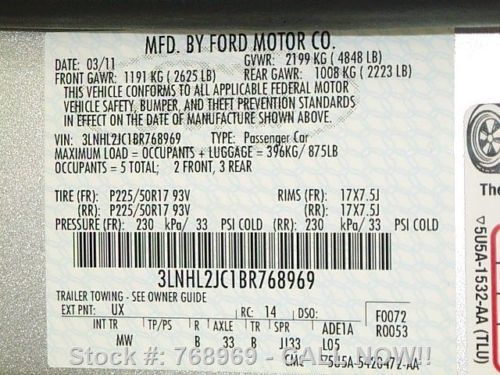 MFD. BY FORD MOTOR CO.
DATE: 03/11 GVWR: 2199 KG ( 4848 LB)
FRONT GAWR: 1191 KG ( 2625 LB) REAR GAWR: 1008 KG ( 2223 LB)
THIS VEHICLE CONFORMS TO ALL APPLICABLE FEDERAL MOTOR
VEHICLE SAFETY, BUMPER, AND THEFT PREVENTION STANDARDS
IN EFFECT ON THE DATE OF MANUFACTURE SHOWN ABOVE.
VIN: 3LNHL2JC1BR768969 TYPE: Passenger Car
MAXIMUM LOAD = OCCUPANTS + LUGGAGE = 396KG/ 875LB
OCCUPANTS = 5 TOTAL; 2 FRONT, 3 REAR
TIRE (FR): P225/50R17 93V RIMS (FR): 17X7.5J
(RR): P225/50R17 93V (RR): 17X7.5J
PRESSURE (FR): 230 kPa/ 33 PSI COLD (RR): 230 kPa/ 33 PSI COLD
3LNHL2JC1BR768969
TRAILER TOWING - SEE OWNER GUIDE
EXT PNT: UX RC: 14 DSO: F0072
R0053
INT TR TP/PS R AXLE TR ADE1A
MW B 33 B J133 L05
The
▽5U5A-1532-AA (TLU)
Stock #: 768969 - CALL NOW!!